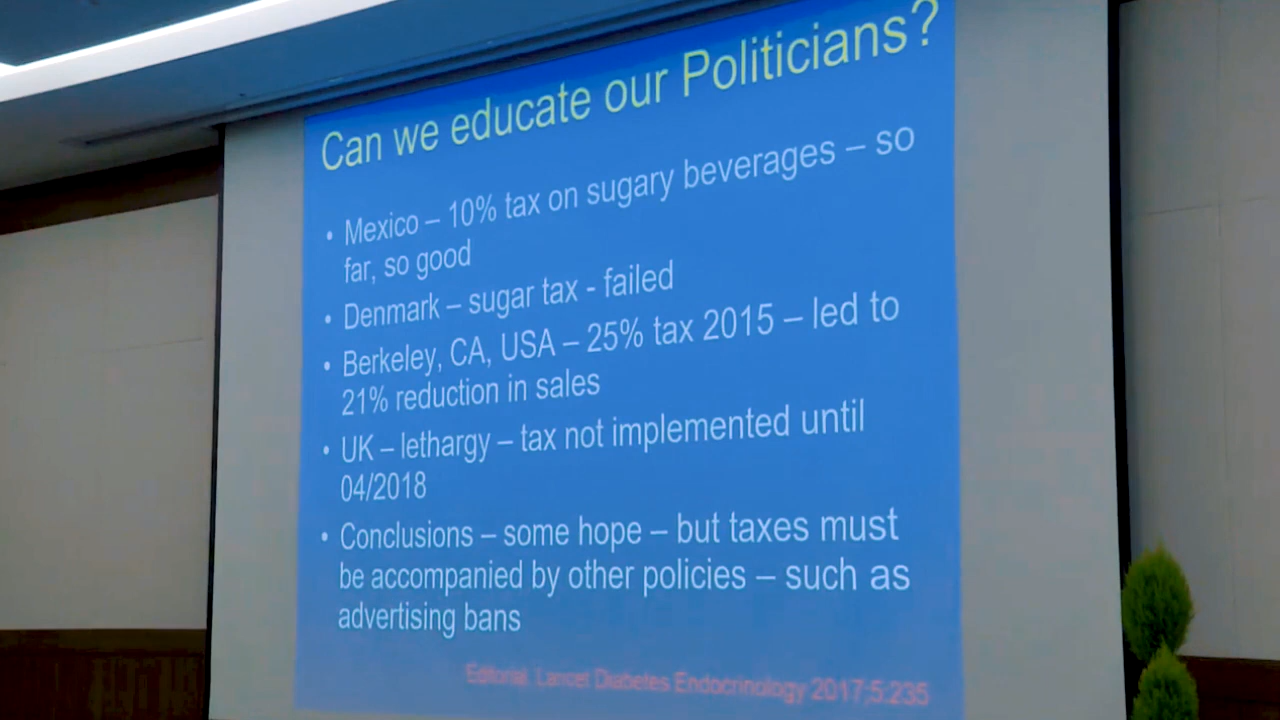 Can we educate our Politicians?
• Mexico – 10% tax on sugary beverages – so
far, so good
• Denmark – sugar tax - failed
• Berkeley, CA, USA – 25% tax 2015 – led to
21% reduction in sales
• UK – lethargy – tax not implemented until
04/2018
• Conclusions – some hope – but taxes must
be accompanied by other policies – such as
advertising bans
Editorial. Lancet Diabetes Endocrinology 2017;5:235